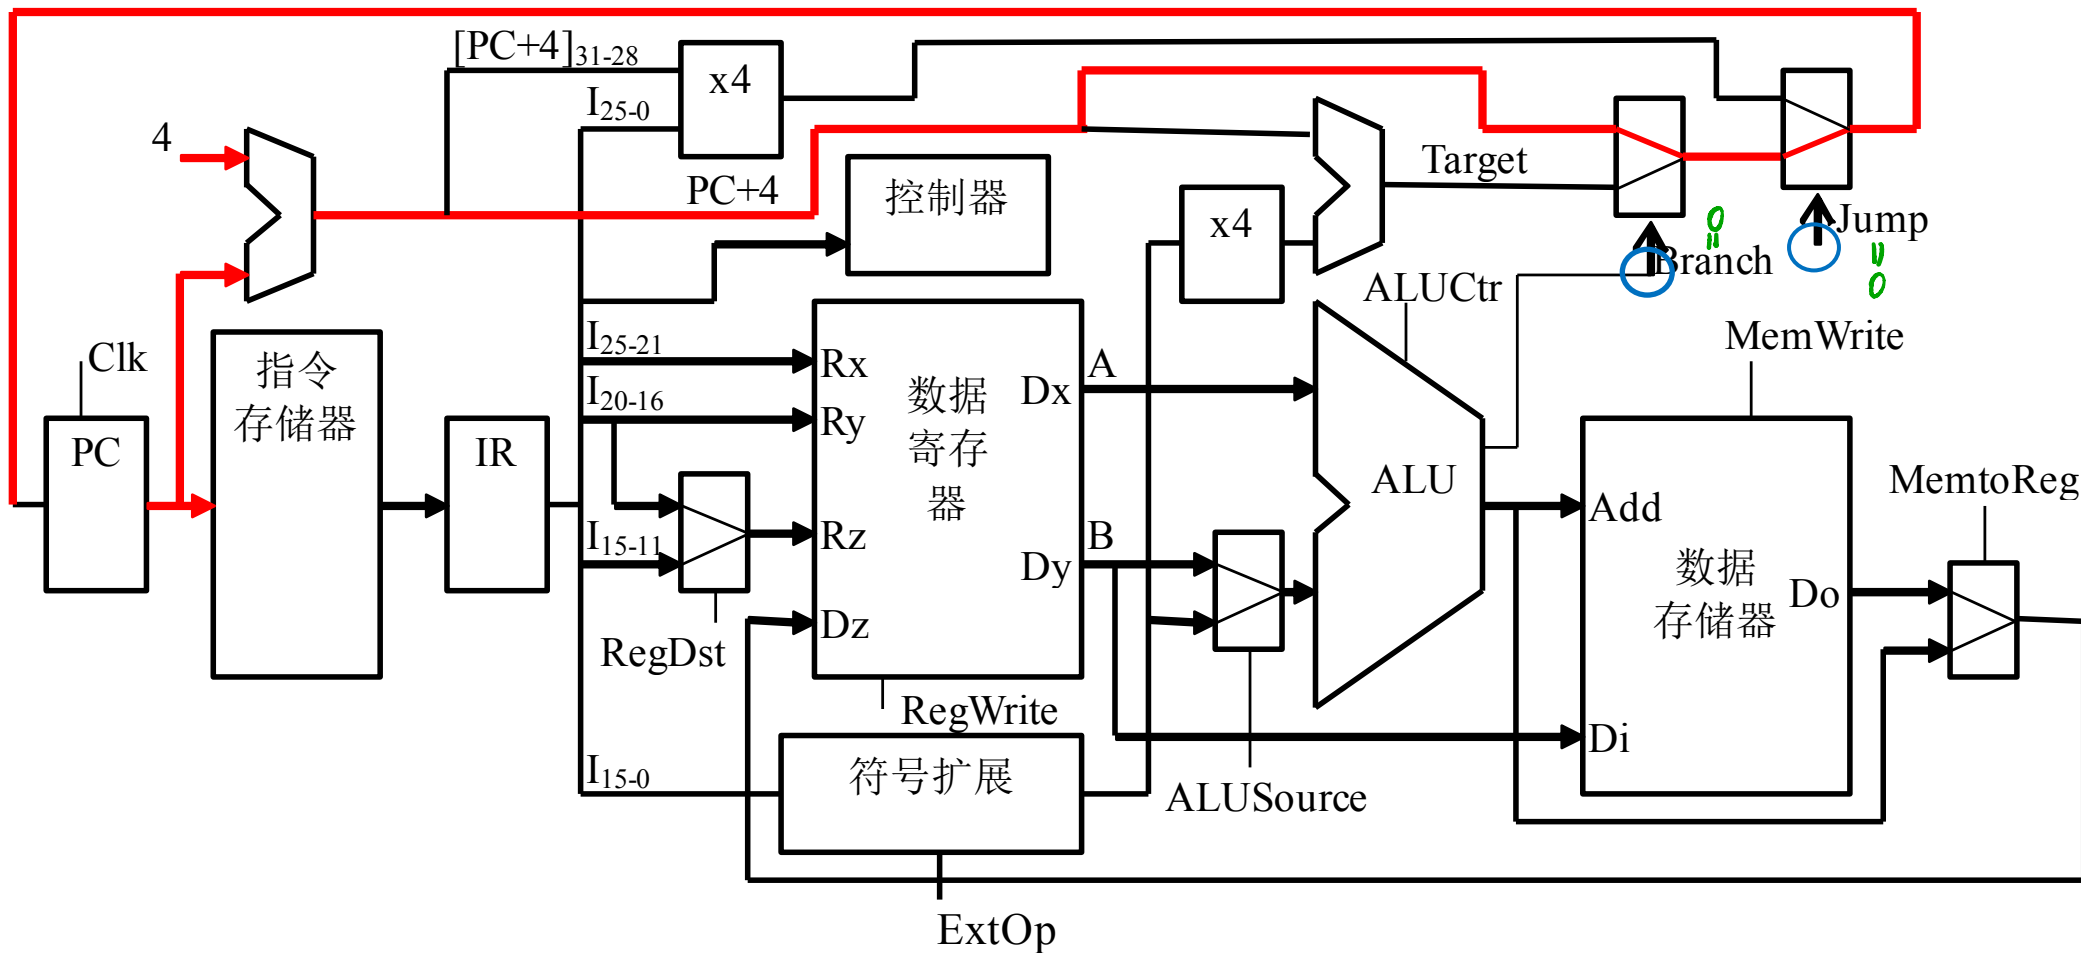 [PC+4]31-28
x4
I25-0
4
PC+4
控制器
Target
x4
0
=
Branch
Jump
=
0
ALUCtr
MemWrite
Clk
指令
存储器
PC
IR
I25-21
I20-16
I15-11
Rx
Ry
Rz
Dz
数据
寄存
器
Dx
Dy
A
B
RegDst
RegWrite
ALU
ALUSource
Add
数据
存储器
Do
Di
MemtoReg
I15-0
符号扩展
ExtOp